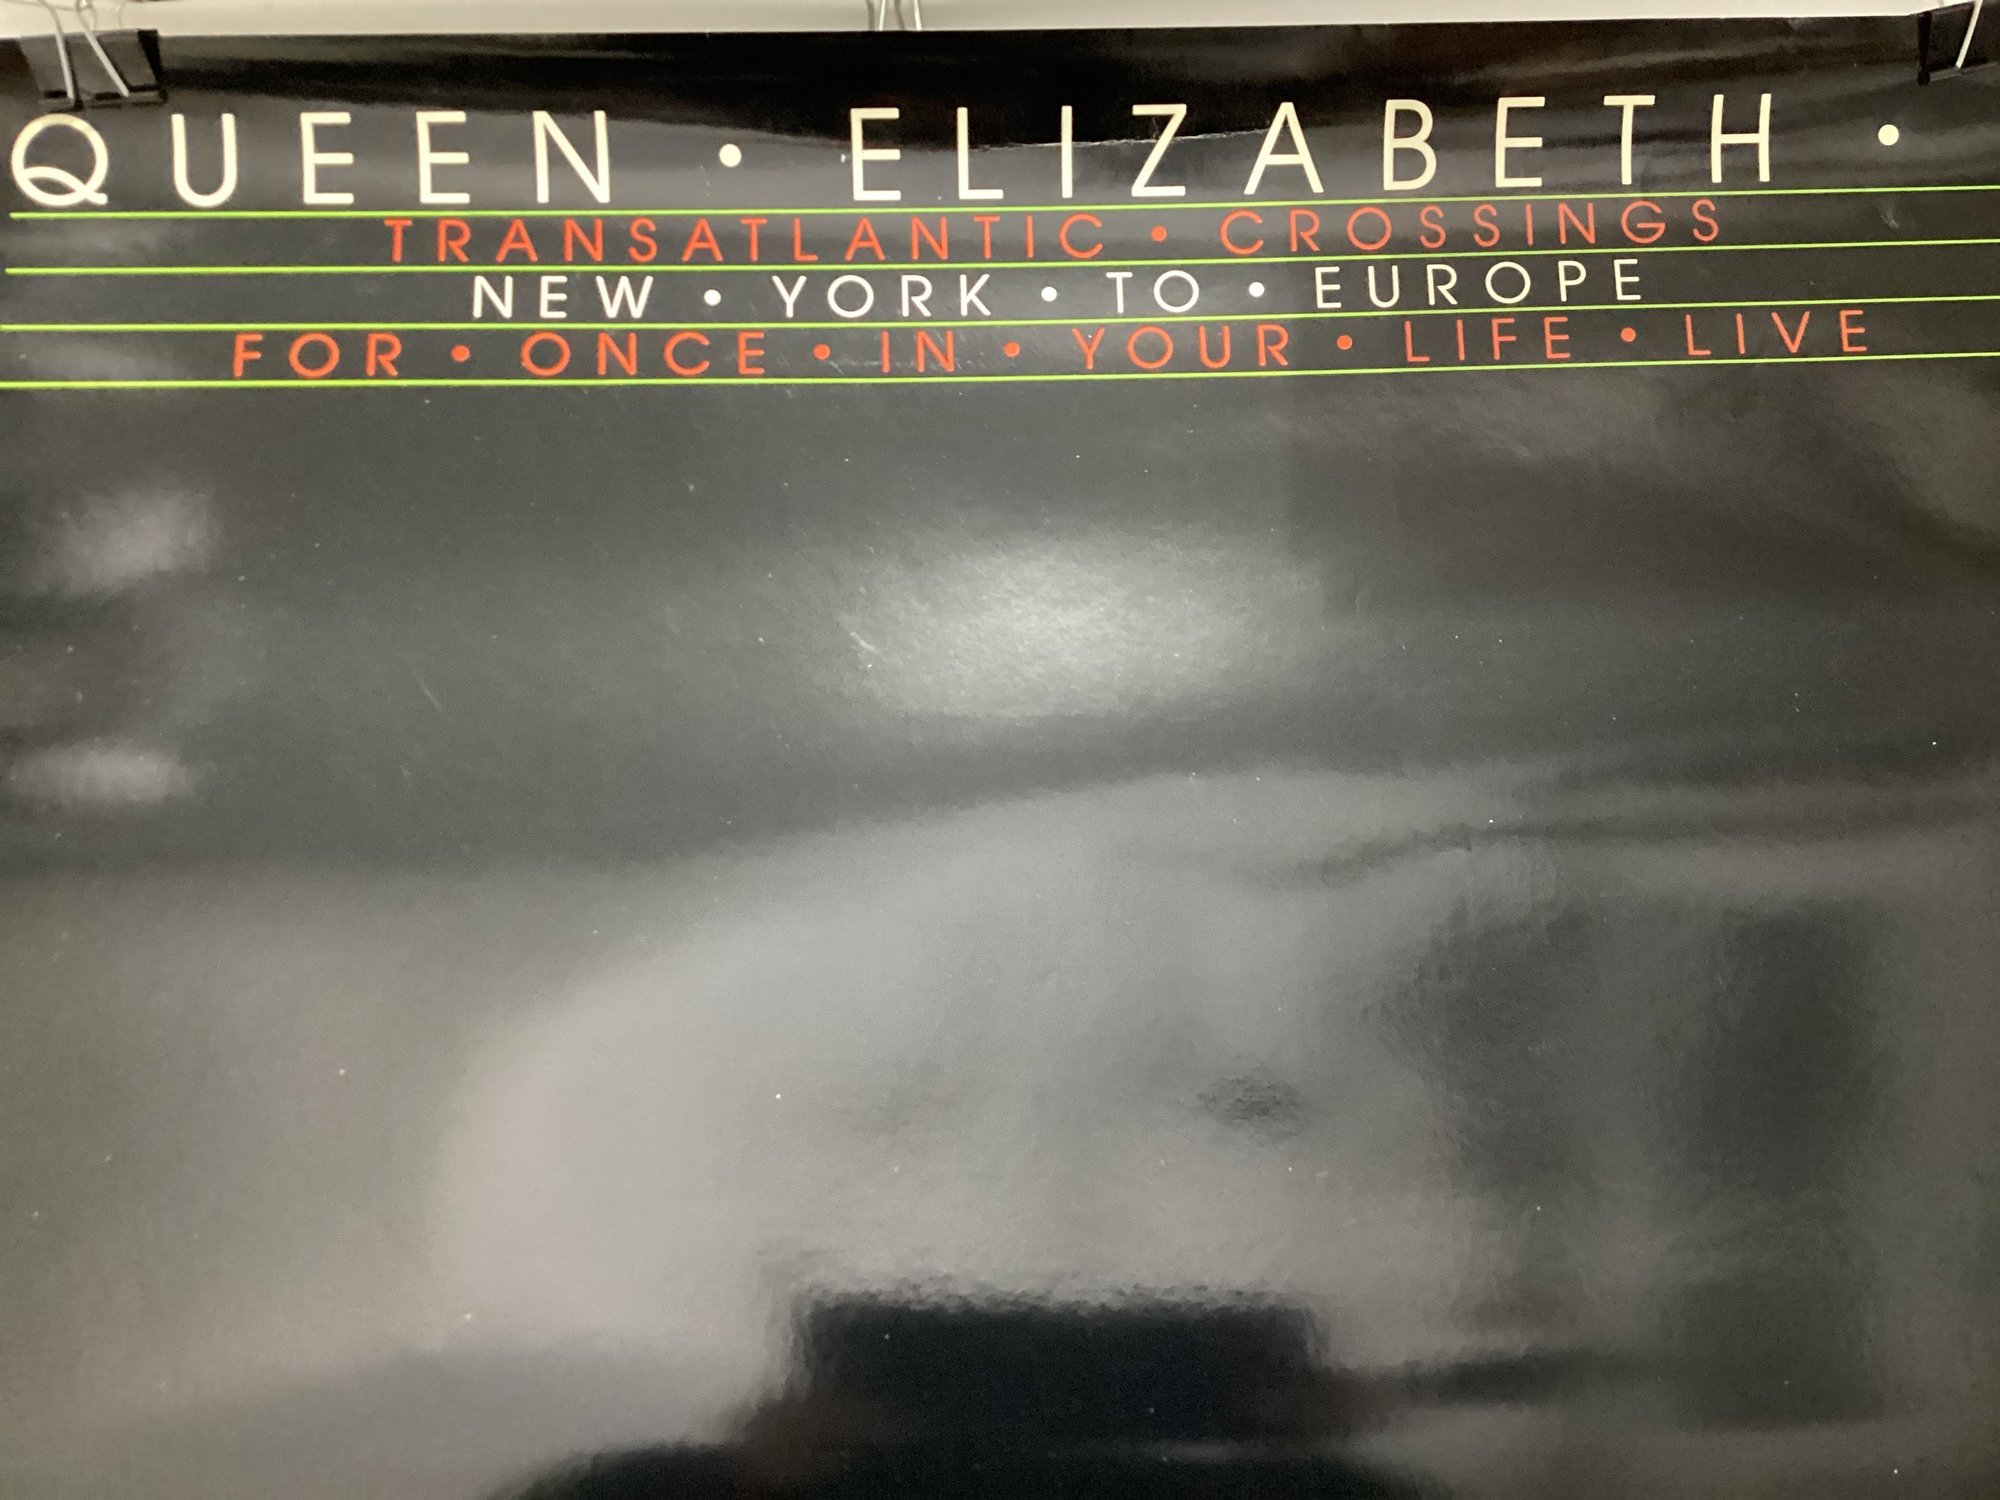 QUEEN • ELIZABETH •
TRANSATLANTIC • CROSSINGS
NEW • YORK • TO • EUROPE
FOR • ONCE • IN • YOUR • LIFE • LIVE